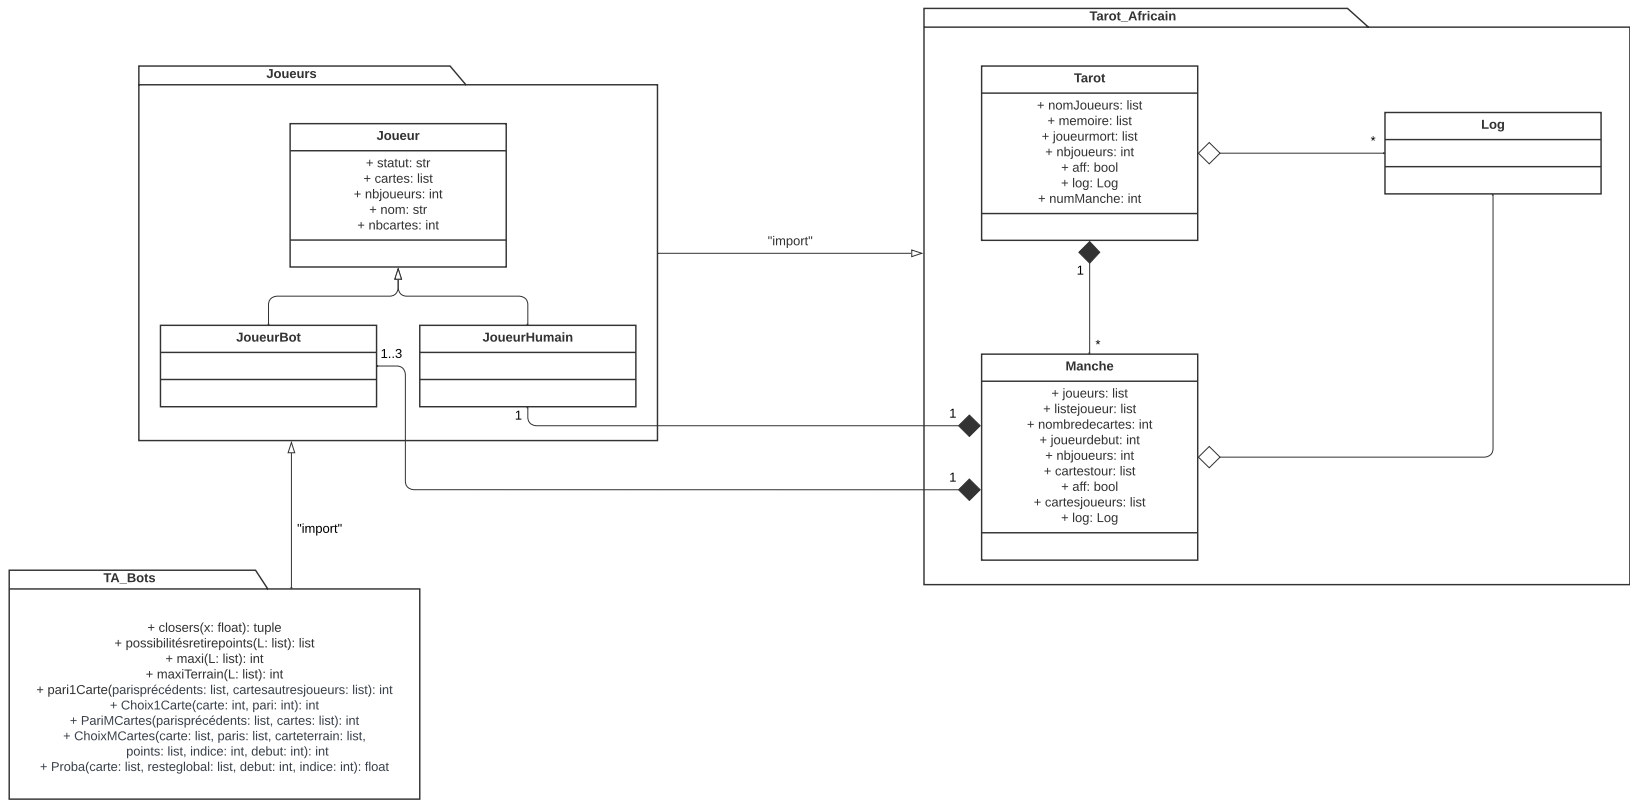 Joueurs
Joueur
+ statut: str
+ cartes: list
+ nbjoueurs: int
+ nom: str
+ nbcartes: int
JoueurBot
JoueurHumain
1..3
1
"import"
"import"
TA_Bots
+ closers(x: float): tuple
+ possibilitésretirepoints(L: list): list
+ maxi(L: list): int
+ maxiTerrain(L: list): int
+ pari1Carte(parisprécédents: list, cartesautresjoueurs: list): int
+ Choix1Carte(carte: int, pari: int): int
+ PariMCartes(parisprécédents: list, cartes: list): int
+ ChoixMCartes(carte: list, paris: list, carteterrain: list,
points: list, indice: int, debut: int): int
+ Proba(carte: list, resteglobal: list, debut: int, indice: int): float
Tarot_Africain
Tarot
+ nomJoueurs: list
+ memoire: list
+ joueurmort: list
+ nbjoueurs: int
+ aff: bool
+ log: Log
+ numManche: int
*
Log
1
*
Manche
+ joueurs: list
+ listejoueur: list
+ nombredecartes: int
+ joueurdebut: int
+ nbjoueurs: int
+ cartestour: list
+ aff: bool
+ cartesjoueurs: list
+ log: Log
1
1